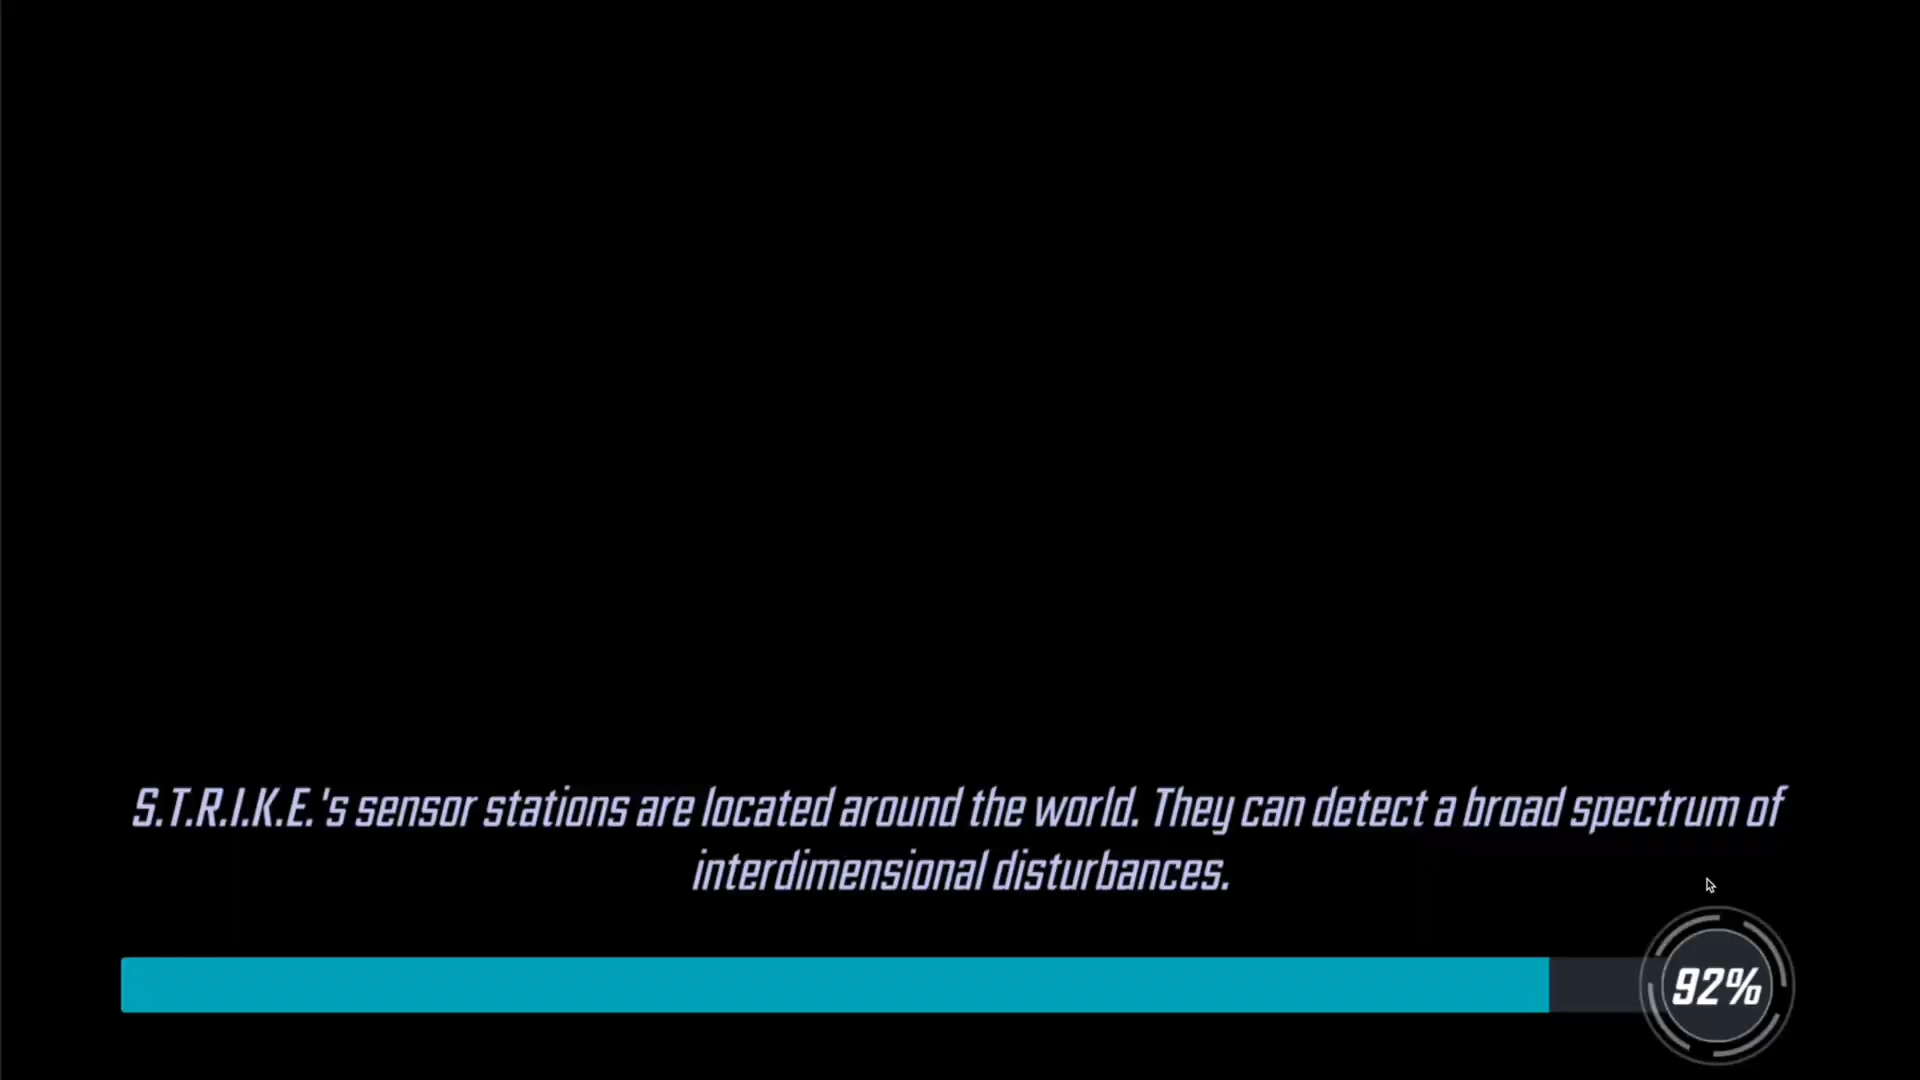 S.T.R.I.K.E.'s sensor stations are located around the world. They can detect a broad spectrum of
interdimensional disturbances.
92%